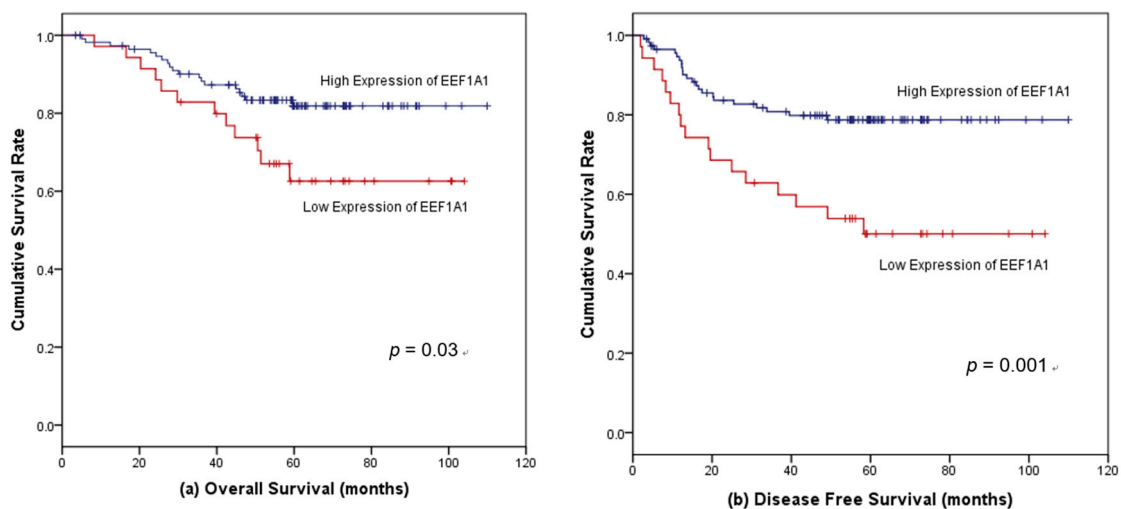 Cumulative Survival Rate
1.0
0.8
0.6
0.4
0.2
0.0
High Expression of EEF1A1
Low Expression of EEF1A1
p = 0.03
0 20 40 60 80 100 120
(a) Overall Survival (months)
Cumulative Survival Rate
1.0
0.8
0.6
0.4
0.2
0.0
High Expression of EEF1A1
Low Expression of EEF1A1
p = 0.001
0 20 40 60 80 100 120
(b) Disease Free Survival (months)